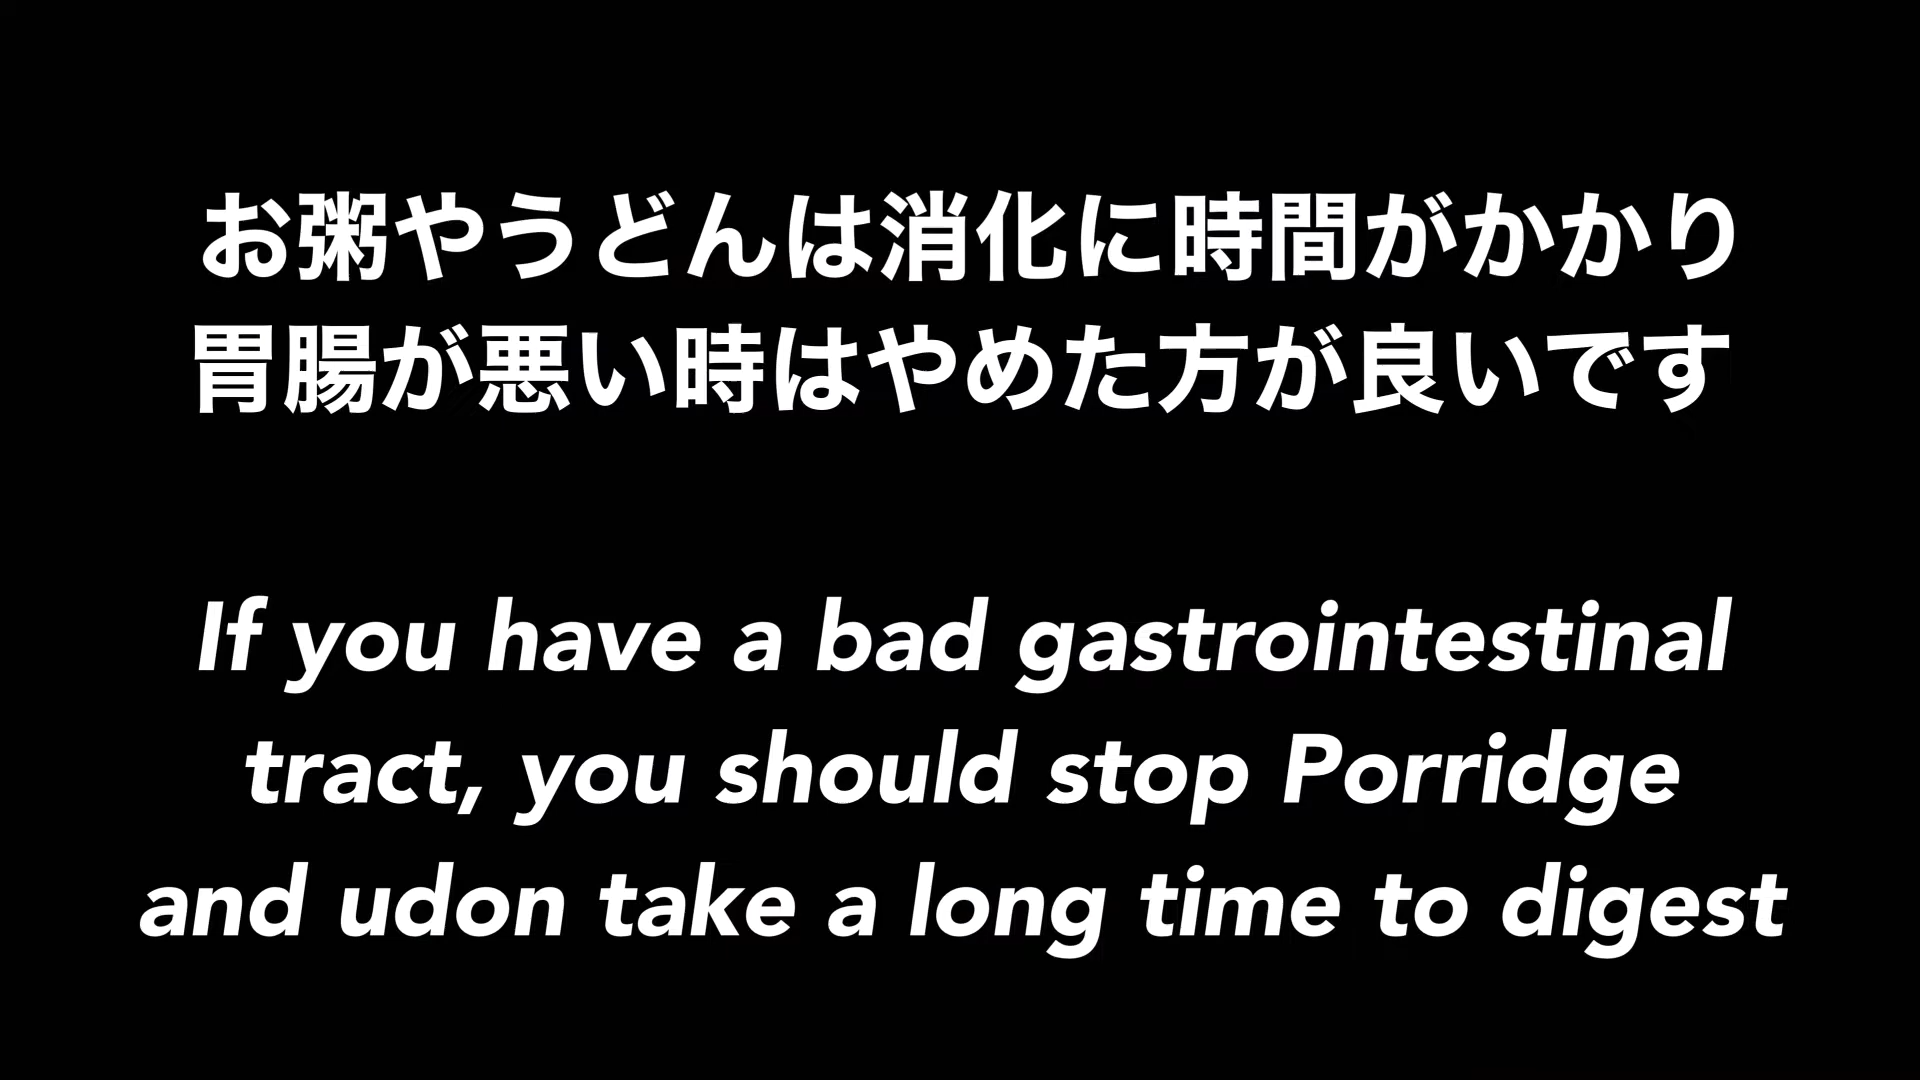 お粥やうどんは消化に時間がかかり
胃腸が悪い時はやめた方が良いです
If you have a bad gastrointestinal
tract, you should stop Porridge
and udon take a long time to digest